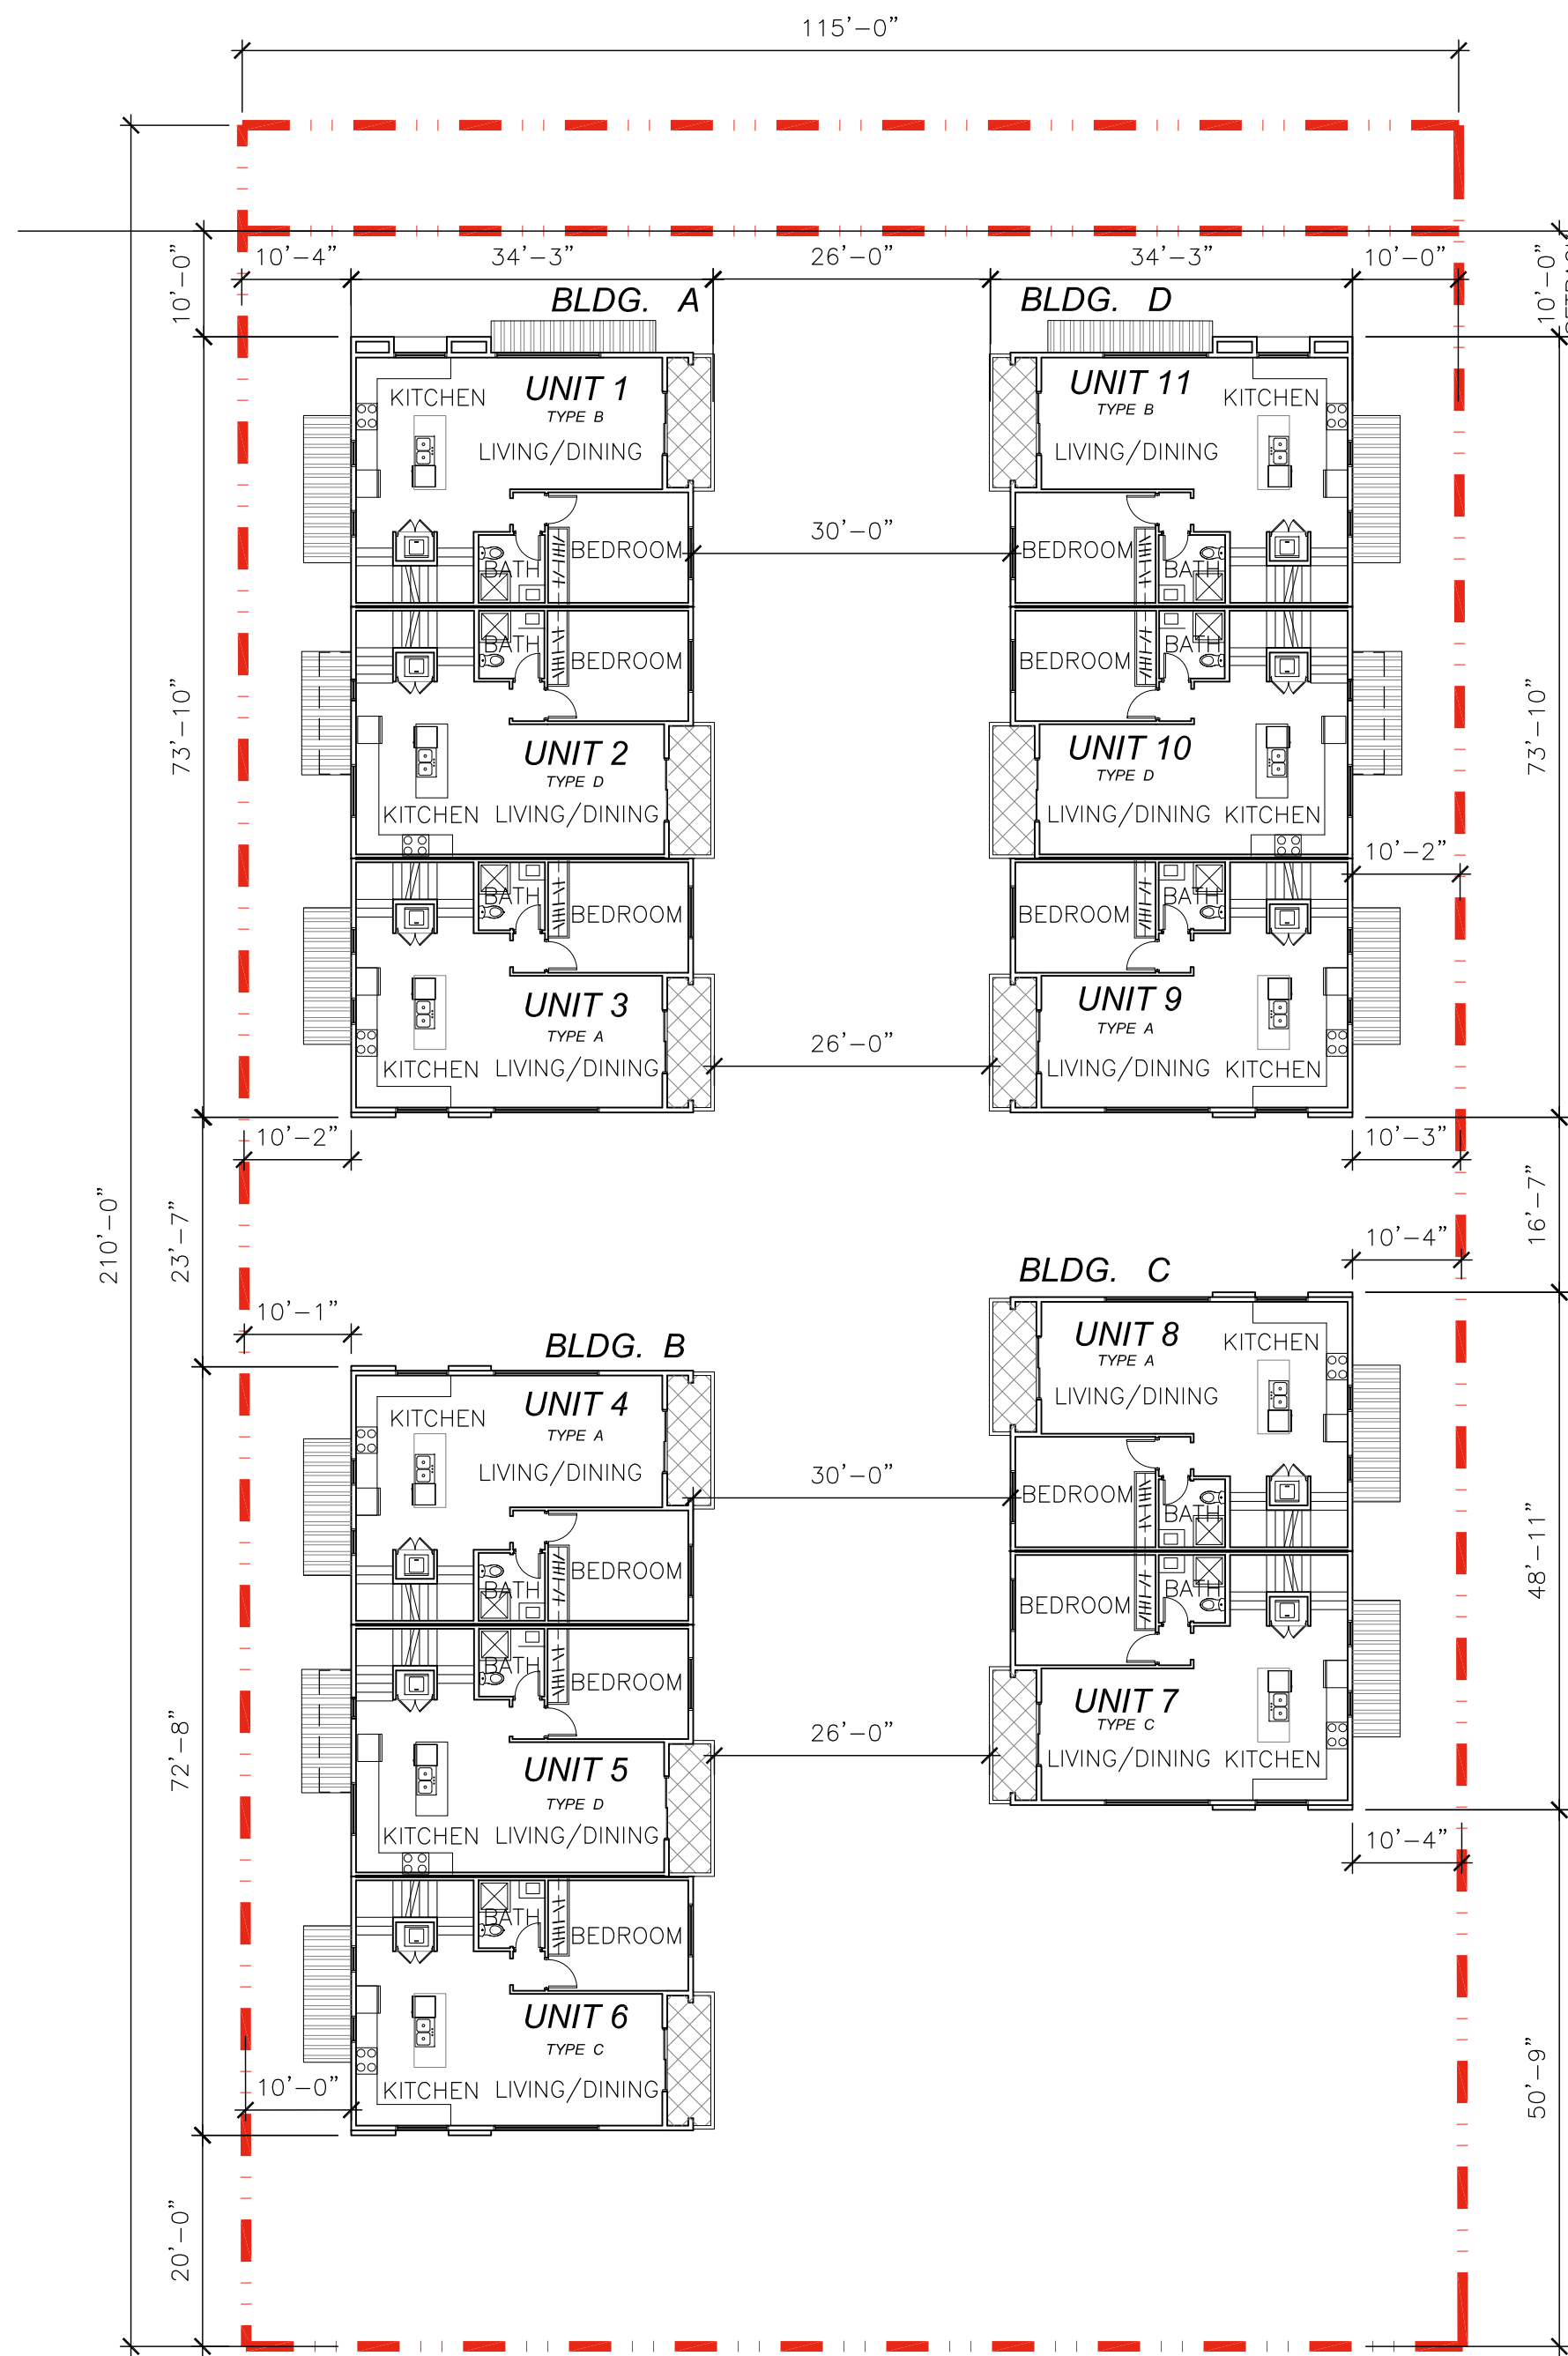 115'-0"
10'-4" 34'-3" 26'-0" 34'-3" 10'-0"
10'-0"
10'-0"
BLDG. A
BLDG. D
UNIT 1
TYPE B
KITCHEN
LIVING/DINING
BEDROOM
BATH
UNIT 11
TYPE B
KITCHEN
LIVING/DINING
BEDROOM
BATH
30'-0"
73'-10"
73'-10"
BATH
BEDROOM
UNIT 2
TYPE D
KITCHEN LIVING/DINING
BEDROOM
BATH
UNIT 10
TYPE D
LIVING/DINING KITCHEN
10'-2"
BATH
BEDROOM
UNIT 3
TYPE A
KITCHEN LIVING/DINING
BEDROOM
BATH
UNIT 9
TYPE A
LIVING/DINING KITCHEN
26'-0"
10'-2"
10'-3"
210'-0"
23'-7"
16'-7"
10'-4"
10'-1"
BLDG. C
BLDG. B
UNIT 8
TYPE A
KITCHEN
LIVING/DINING
BEDROOM
BATH
UNIT 4
TYPE A
KITCHEN
LIVING/DINING
BEDROOM
BATH
30'-0"
48'-11"
BEDROOM
BATH
UNIT 7
TYPE C
LIVING/DINING KITCHEN
72'-8"
BATH
BEDROOM
UNIT 5
TYPE D
KITCHEN LIVING/DINING
26'-0"
10'-4"
BATH
BEDROOM
UNIT 6
TYPE C
KITCHEN LIVING/DINING
10'-0"
50'-9"
20'-0"